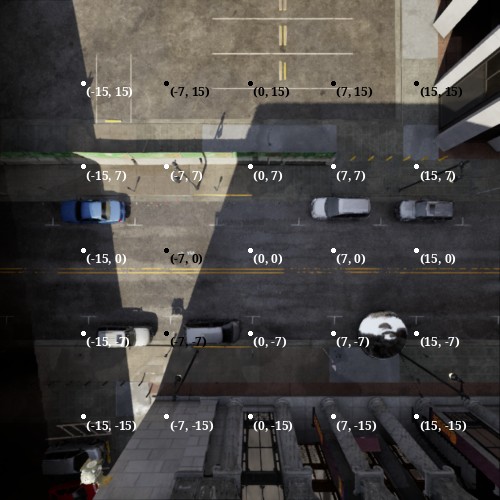 (-15, 15) (-7, 15) (0, 15) (7, 15) (15, 15)
(-15, 7) (-7, 7) (0, 7) (7, 7) (15, 7)
(-15, 0) (-7, 0) (0, 0) (7, 0) (15, 0)
(-15, -7) (-7, -7) (0, -7) (7, -7) (15, -7)
(-15, -15) (-7, -15) (0, -15) (7, -15) (15, -15)